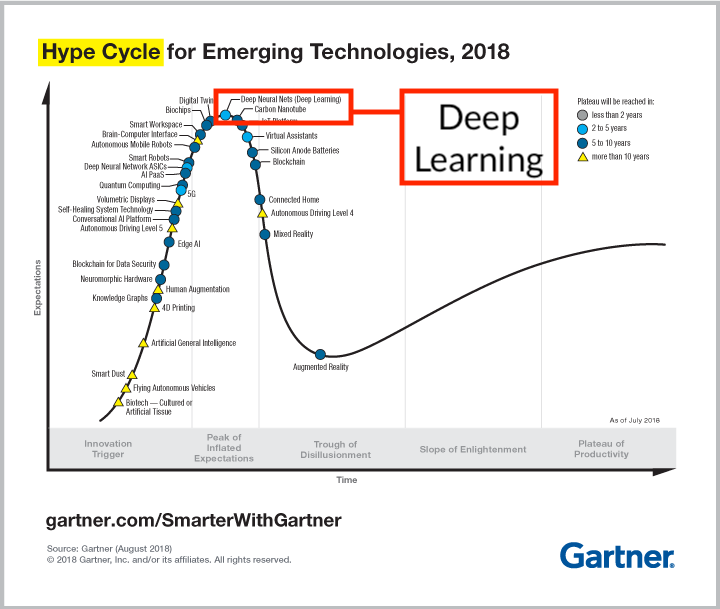 Hype Cycle for Emerging Technologies, 2018
Deep Neural Nets (Deep Learning)
Carbon Nanotube
IoT Platform
Digital Twin
Biochips
Smart Workspace
Brain-Computer Interface
Autonomous Mobile Robots
Smart Robots
Deep Neural Network ASICs
AI PaaS
Quantum Computing
5G
Volumetric Displays
Self-Healing System Technology
Conversational AI Platform
Autonomous Driving Level 5
Edge AI
Blockchain for Data Security
Neuromorphic Hardware
Human Augmentation
Knowledge Graphs
4D Printing
Artificial General Intelligence
Smart Dust
Flying Autonomous Vehicles
Biotech — Cultured or
Artificial Tissue
Virtual Assistants
Silicon Anode Batteries
Blockchain
Connected Home
Autonomous Driving Level 4
Mixed Reality
Augmented Reality
Deep
Learning
Plateau will be reached in:
less than 2 years
2 to 5 years
5 to 10 years
more than 10 years
Expectations
As of July 2018
Innovation
Trigger
Peak of
Inflated
Expectations
Trough of
Disillusionment
Slope of Enlightenment
Plateau of
Productivity
Time
gartner.com/SmarterWithGartner
Source: Gartner (August 2018)
© 2018 Gartner, Inc. and/or its affiliates. All rights reserved.
Gartner®